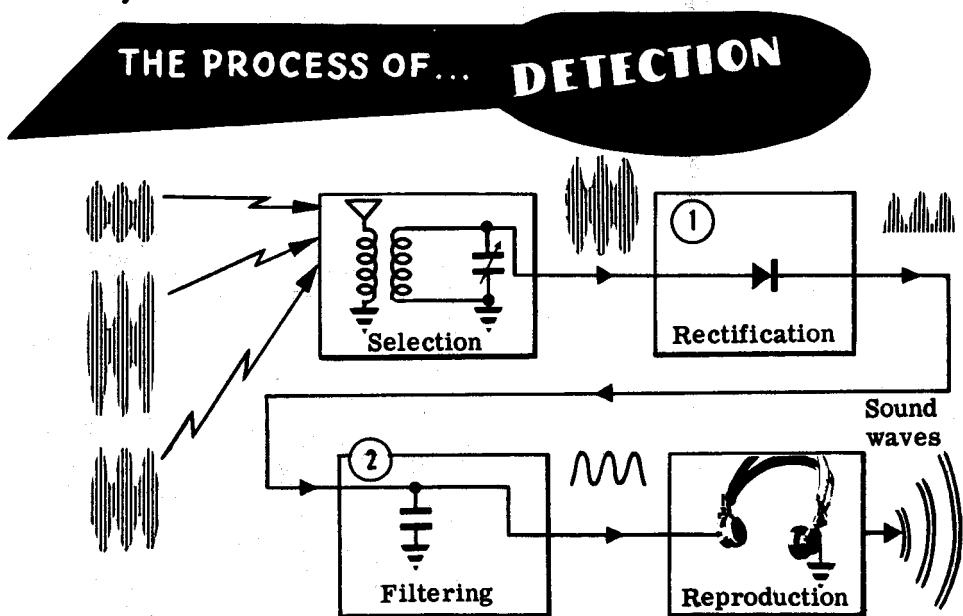 THE PROCESS OF... DETECTION
1
Selection
Rectification
Sound
waves
2
Filtering
Reproduction